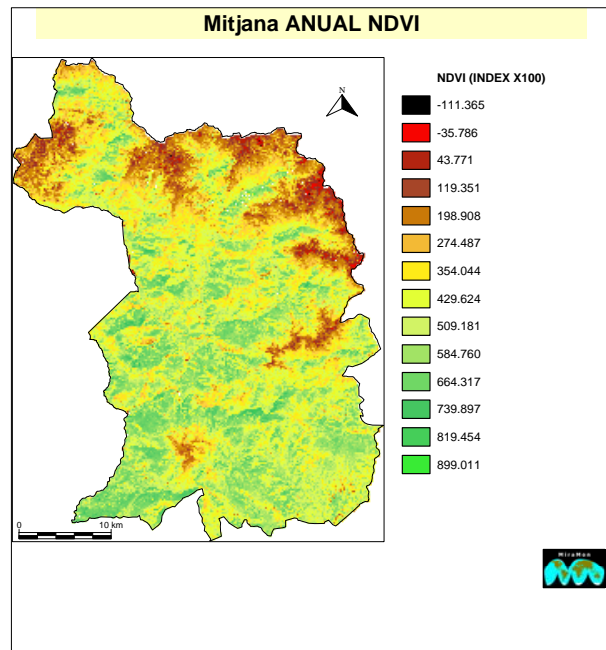 Mitjana ANUAL NDVI
NDVI (INDEX X100)
N
-111.365
-35.786
43.771
119.351
198.908
274.487
354.044
429.624
509.181
584.760
664.317
739.897
819.454
899.011
0 10 km
MiraMon